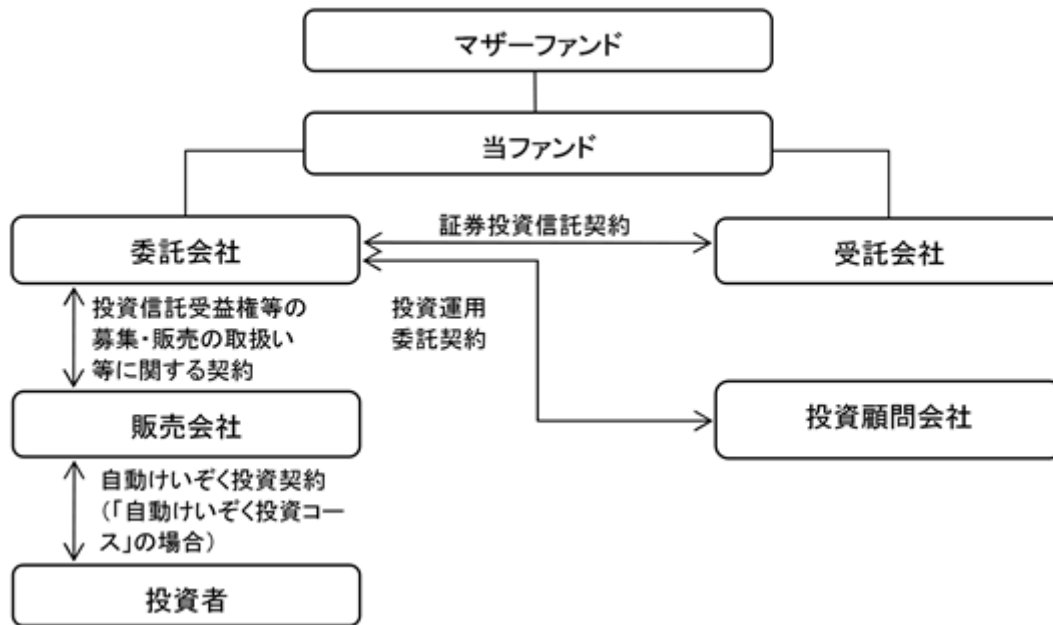 マザーファンド
当ファンド
委託会社
証券投資信託契約
受託会社
投資信託受益権等の
募集・販売の取扱い
等に関する契約
投資運用
委託契約
販売会社
投資顧問会社
自動けいぞく投資契約
(「自動けいぞく投資コー
ス」の場合)
投資者